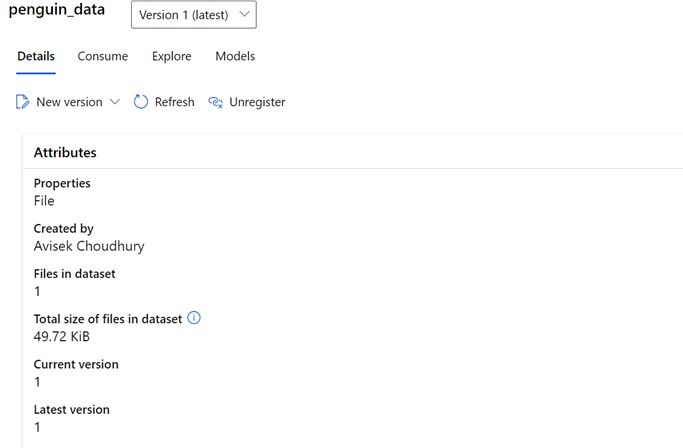 penguin_data
Version 1 (latest)
Details Consume Explore Models
New version Refresh Unregister
Attributes
Properties
File
Created by
Avisek Choudhury
Files in dataset
1
Total size of files in dataset
49.72 KiB
Current version
1
Latest version
1